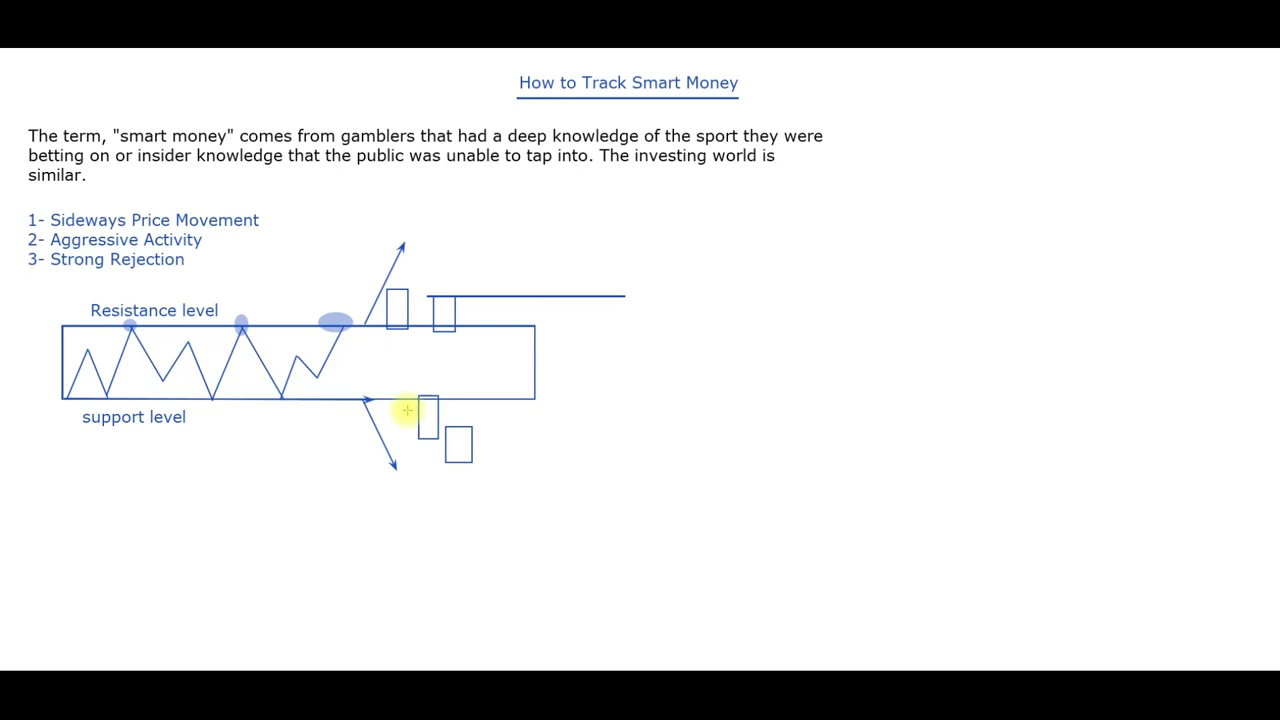 How to Track Smart Money
The term, "smart money" comes from gamblers that had a deep knowledge of the sport they were
betting on or insider knowledge that the public was unable to tap into. The investing world is
similar.
1- Sideways Price Movement
2- Aggressive Activity
3- Strong Rejection
Resistance level
support level